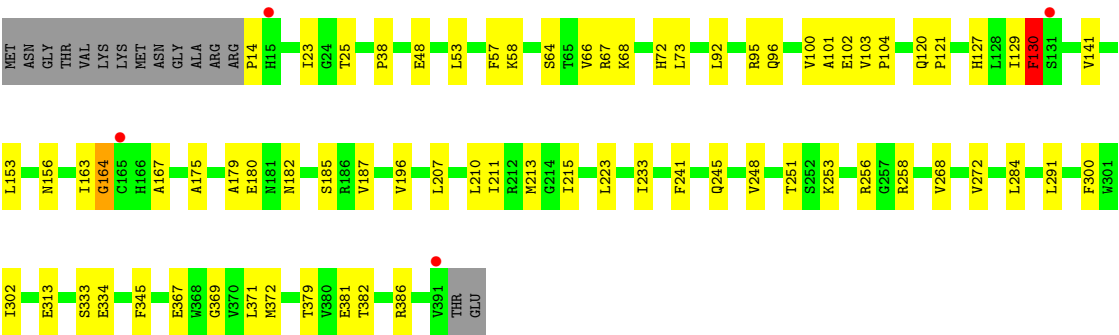 MET ASN GLY THR VAL LYS LYS MET ASN GLY ALA ARG ARG P14 H15 I23 G24 T25 P38 E48 L53 F57 K58 S64 T65 V66 R67 K68 H72 L73 L92 R95 Q96 V100 A101 E102 V103 P104 Q120 P121 H127 L128 I129 F130 S131 V141
L153 N156 I163 G164 C165 H166 A167 A175 A179 E180 N181 N182 S185 R186 V187 V196 L207 L210 I211 R212 M213 G214 I215 L223 I233 F241 Q245 V248 T251 S252 K253 R256 G257 R258 V268 V272 L284 L291 F300 W301
I302 E313 S333 E334 F345 E367 W368 G369 V370 L371 M372 T379 V380 E381 T382 R386 V391 THR GLU